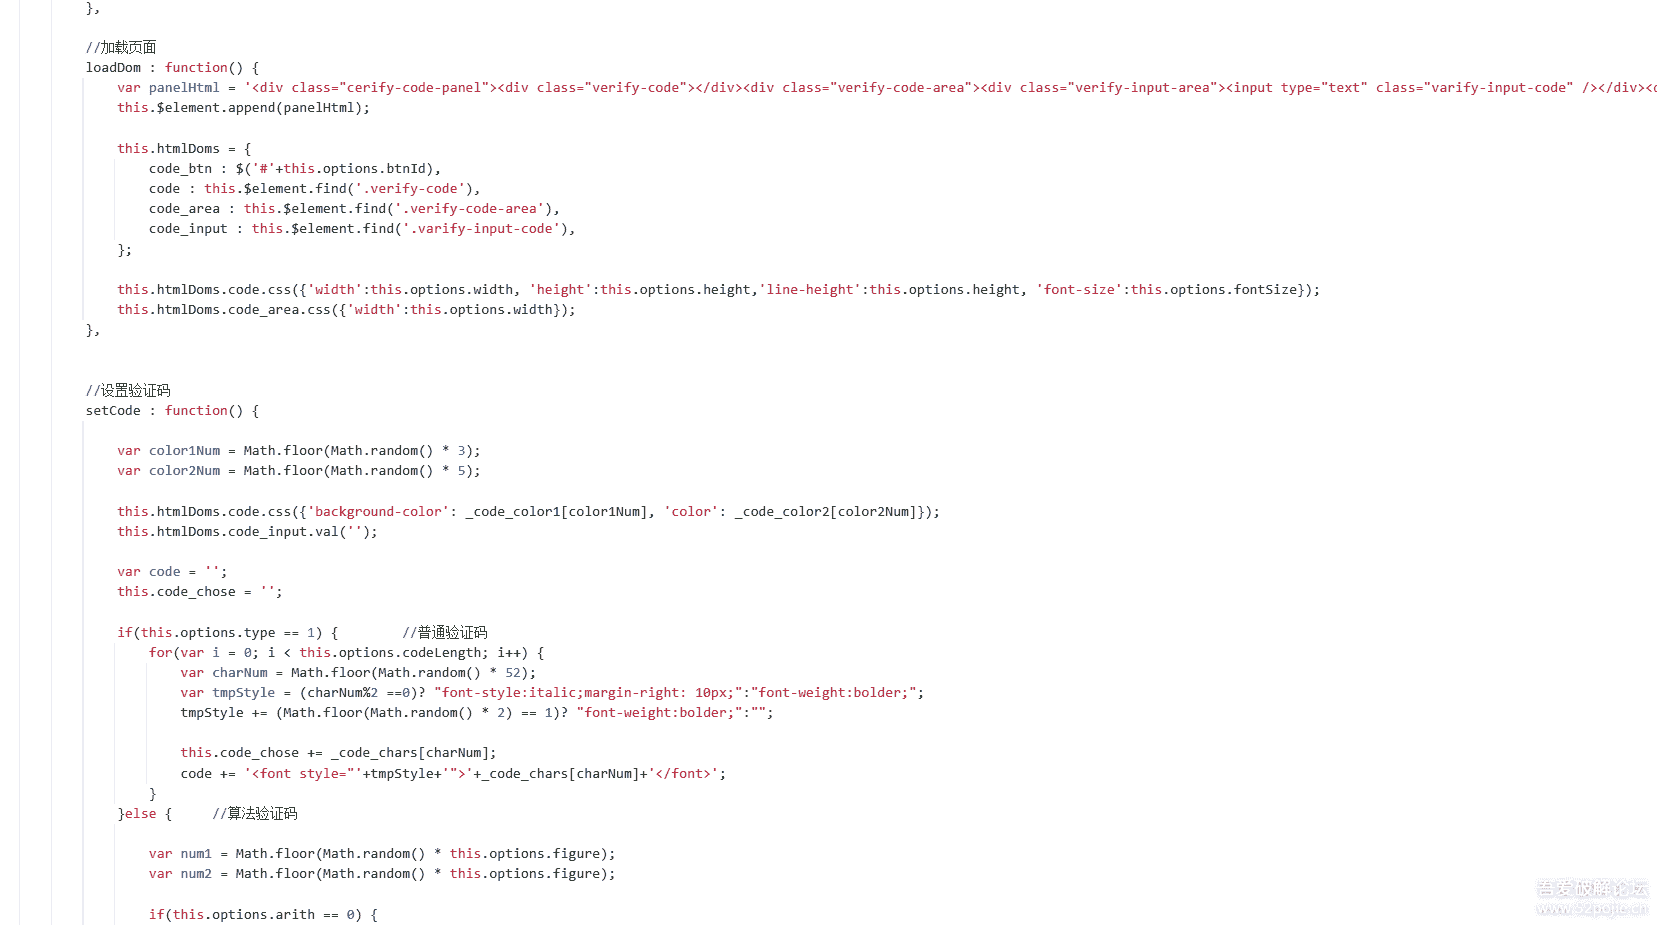 },
//加载页面
loadDom : function() {
var panelHtml = '<div class="cerify-code-panel"><div class="verify-code"></div><div class="verify-code-area"><div class="verify-input-area"><input type="text" class="varify-input-code" /></div><
this.$element.append(panelHtml);
this.htmlDoms = {
code_btn : $('#'+this.options.btnId),
code : this.$element.find('.verify-code'),
code_area : this.$element.find('.verify-code-area'),
code_input : this.$element.find('.varify-input-code'),
};
this.htmlDoms.code.css({'width':this.options.width, 'height':this.options.height,'line-height':this.options.height, 'font-size':this.options.fontSize});
this.htmlDoms.code_area.css({'width':this.options.width});
},
//设置验证码
setCode : function() {
var color1Num = Math.floor(Math.random() * 3);
var color2Num = Math.floor(Math.random() * 5);
this.htmlDoms.code.css({'background-color': _code_color1[color1Num], 'color': _code_color2[color2Num]});
this.htmlDoms.code_input.val('');
var code = '';
this.code_chose = '';
if(this.options.type == 1) { //普通验证码
for(var i = 0; i < this.options.codeLength; i++) {
var charNum = Math.floor(Math.random() * 52);
var tmpStyle = (charNum%2 ==0)? "font-style:italic;margin-right: 10px;":"font-weight:bolder;";
tmpStyle += (Math.floor(Math.random() * 2) == 1)? "font-weight:bolder;":"";
this.code_chose += _code_chars[charNum];
code += '<font style="'+tmpStyle+'">'+_code_chars[charNum]+'</font>';
}
}else { //算法验证码
var num1 = Math.floor(Math.random() * this.options.figure);
var num2 = Math.floor(Math.random() * this.options.figure);
if(this.options.arith == 0) {
吾爱破解论坛
www.52pojie.cn